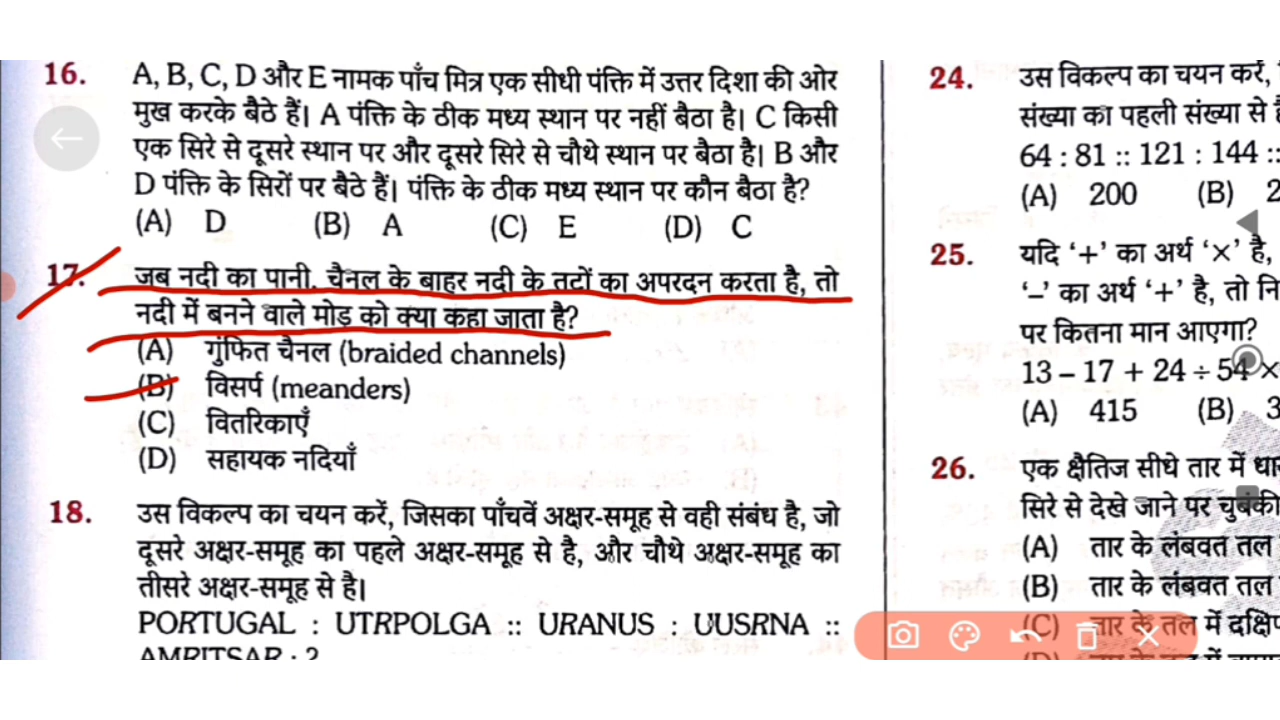 16. A, B, C, D और E नामक पाँच मित्र एक सीधी पंक्ति में उत्तर दिशा की ओर
मुख करके बैठे हैं। A पंक्ति के ठीक मध्य स्थान पर नहीं बैठा है। C किसी
एक सिरे से दूसरे स्थान पर और दूसरे सिरे से चौथे स्थान पर बैठा है। B और
D पंक्ति के सिरों पर बैठे हैं। पंक्ति के ठीक मध्य स्थान पर कौन बैठा है?
(A) D (B) A (C) E (D) C
17. जब नदी का पानी, चैनल के बाहर नदी के तटों का अपरदन करता है, तो
नदी में बनने वाले मोड़ को क्या कहा जाता है?
(A) गुंफित चैनल (braided channels)
(B) विसर्प (meanders)
(C) वितरिकाएँ
(D) सहायक नदियाँ
18. उस विकल्प का चयन करें, जिसका पाँचवें अक्षर-समूह से वही संबंध है, जो
दूसरे अक्षर-समूह का पहले अक्षर-समूह से है, और चौथे अक्षर-समूह का
तीसरे अक्षर-समूह से है।
PORTUGAL : UTRPOLGA :: URANUS : UUSRNA ::
AMRITSAR : ?
24. उस विकल्प का चयन करें,
संख्या का पहली संख्या से
64 : 81 :: 121 : 144 ::
(A) 200 (B) 2
25. यदि ‘+’ का अर्थ ‘×’ है,
‘–’ का अर्थ ‘+’ है, तो
पर कितना मान आएगा?
13 – 17 + 24 ÷ 54 ×
(A) 415 (B) 3
26. एक क्षैतिज सीधे तार में
सिरे से देखे जाने पर
(A) तार के लंबवत तल
(B) तार के लंबवत तल
(C) तार के तल में